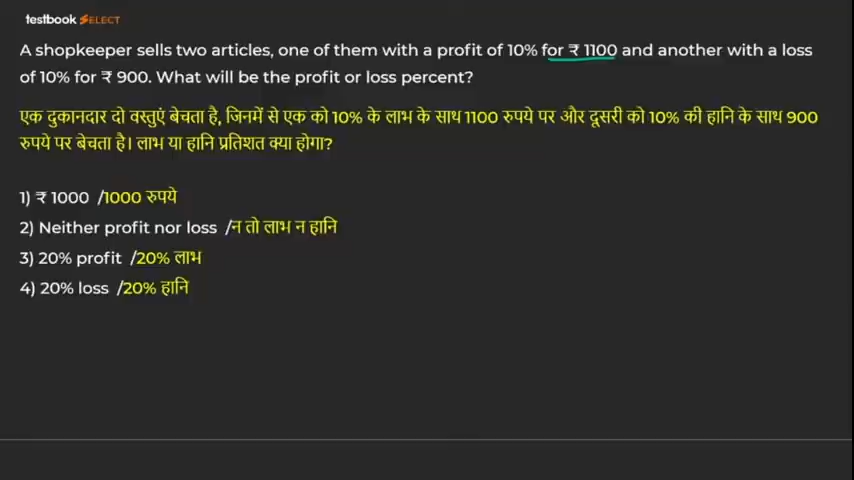 testbook SELECT
A shopkeeper sells two articles, one of them with a profit of 10% for ₹ 1100 and another with a loss
of 10% for ₹ 900. What will be the profit or loss percent?
एक दुकानदार दो वस्तुएं बेचता है, जिनमें से एक को 10% के लाभ के साथ 1100 रुपये पर और दूसरी को 10% की हानि के साथ 900
रुपये पर बेचता है। लाभ या हानि प्रतिशत क्या होगा?
1) ₹ 1000 /1000 रुपये
2) Neither profit nor loss /न तो लाभ न हानि
3) 20% profit /20% लाभ
4) 20% loss /20% हानि